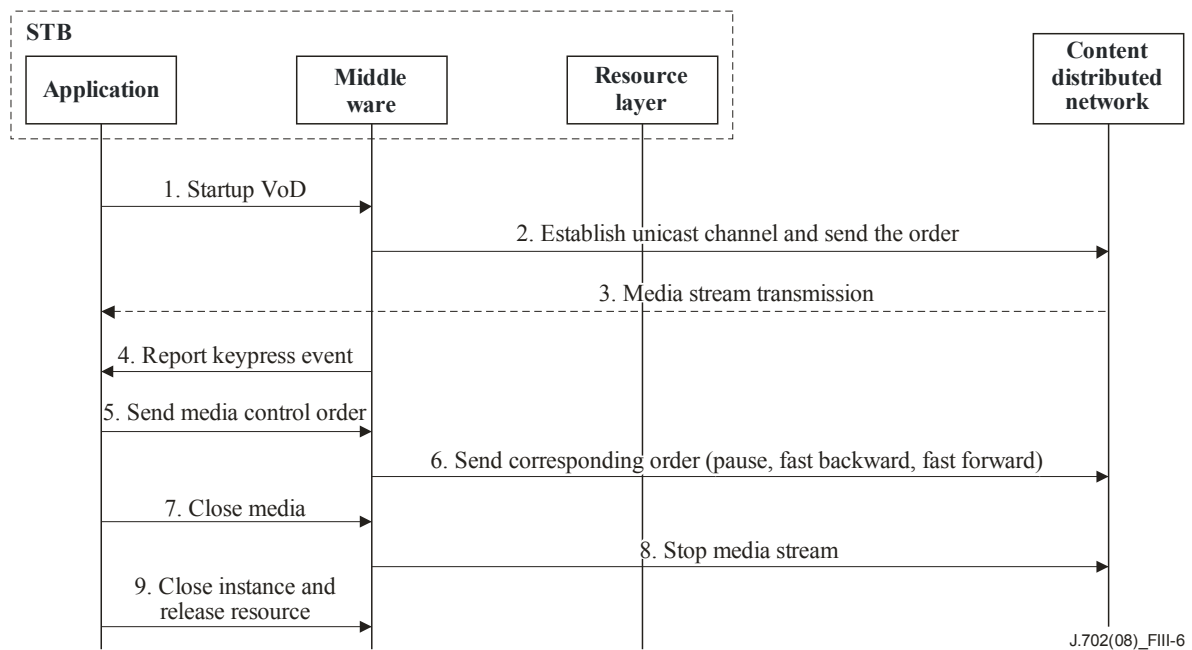 STB
Application
Middle
ware
Resource
layer
Content
distributed
network
1. Startup VoD
2. Establish unicast channel and send the order
3. Media stream transmission
4. Report keypress event
5. Send media control order
6. Send corresponding order (pause, fast backward, fast forward)
7. Close media
8. Stop media stream
9. Close instance and
release resource
J.702(08)_FIII-6